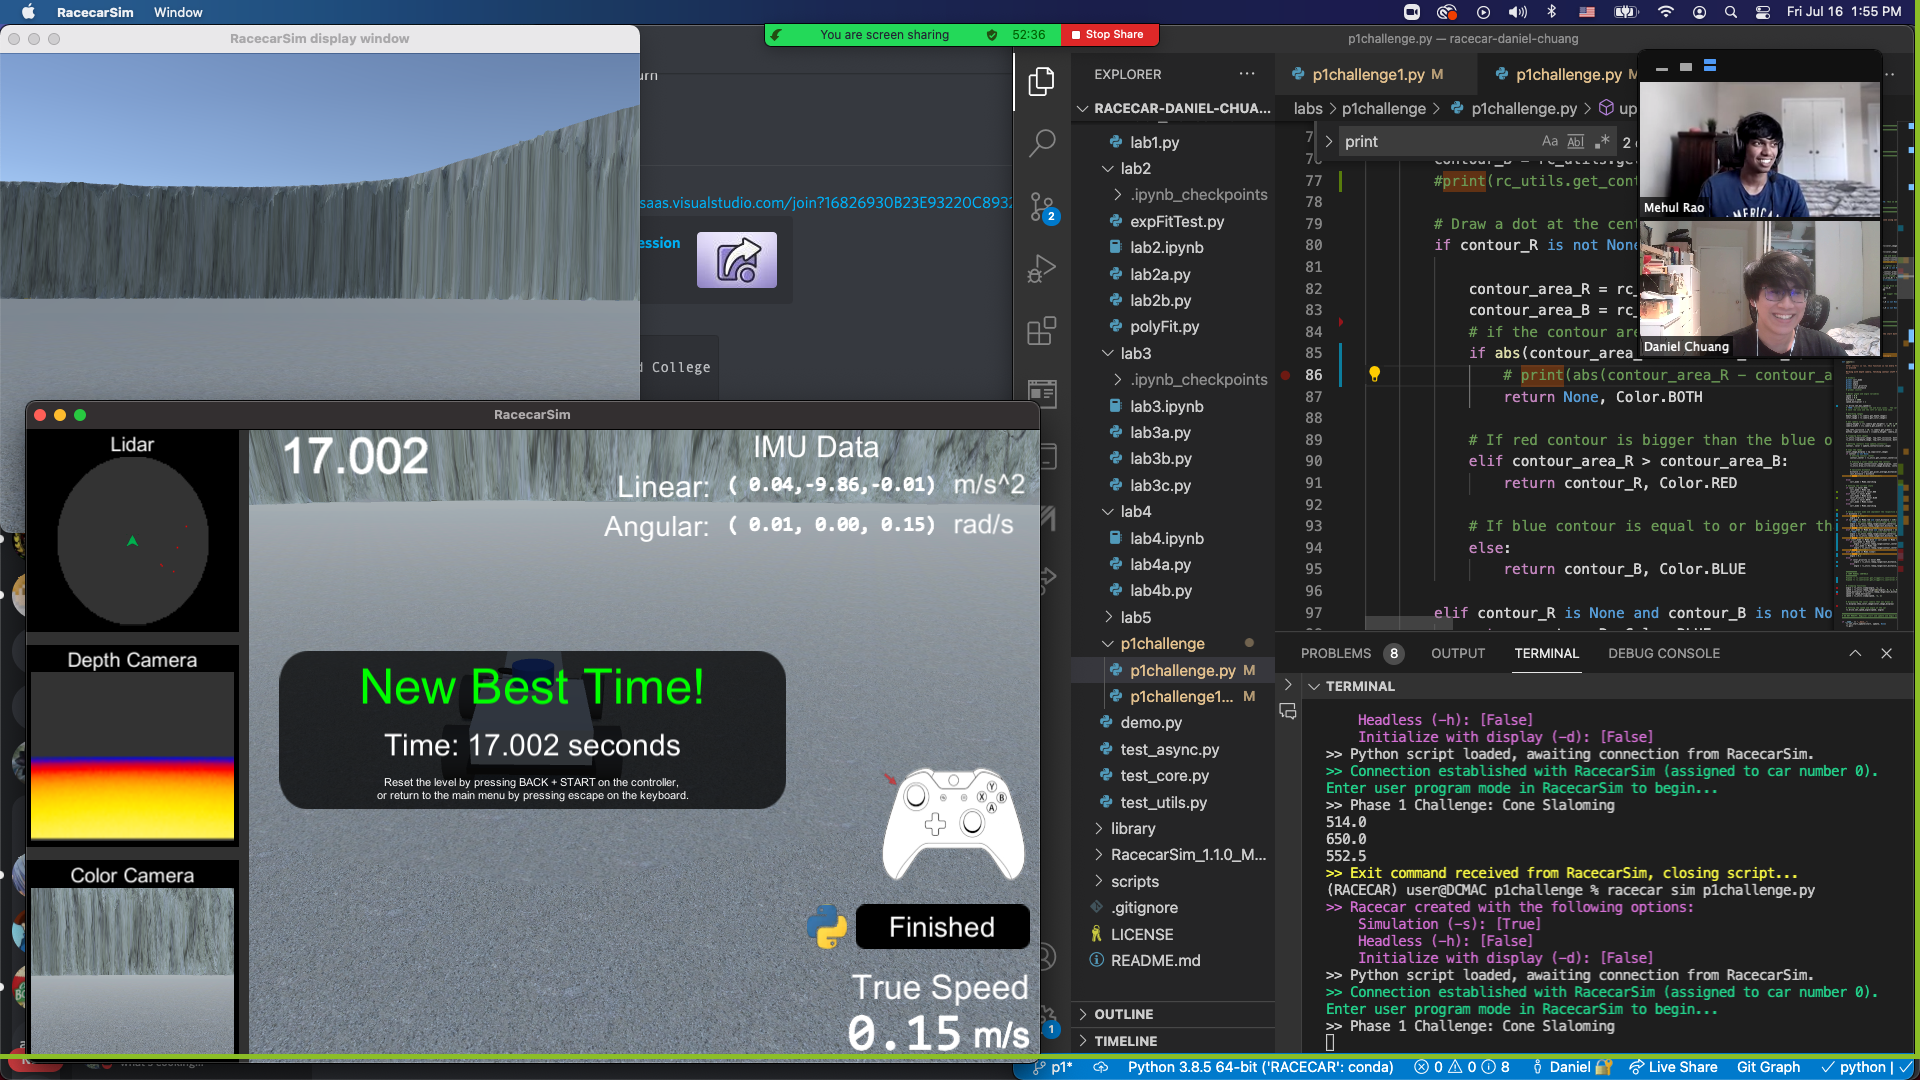 RacecarSim Window
Fri Jul 16 1:55 PM
RacecarSim display window
You are screen sharing 52:36 Stop Share
p1challenge.py — racecar-daniel-chuang
saas.visualstudio.com/join?16826930B23E93220C8932
ession
d College
EXPLORER
RACECAR-DANIEL-CHUA...
lab1.py
lab2
.ipynb_checkpoints
expFitTest.py
lab2.ipynb
lab2a.py
lab2b.py
polyFit.py
lab3
.ipynb_checkpoints
lab3.ipynb
lab3a.py
lab3b.py
lab3c.py
lab4
lab4.ipynb
lab4a.py
lab4b.py
lab5
p1challenge
p1challenge.py M
p1challenge1... M
demo.py
test_async.py
test_core.py
test_utils.py
library
RacecarSim_1.1.0_M...
scripts
.gitignore
LICENSE
README.md
OUTLINE
TIMELINE
2
1
p1challenge1.py M p1challenge.py M
labs > p1challenge > p1challenge.py > up
print Aa Ab .* 2
77 #print(rc_utils.get_cont
78
79 # Draw a dot at the cent
80 if contour_R is not None
81
82 contour_area_R = rc_
83 contour_area_B = rc_
84 # if the contour are
85 if abs(contour_area_
86 # print(abs(contour_area_R - contour_a
87 return None, Color.BOTH
88
89 # If red contour is bigger than the blue o
90 elif contour_area_R > contour_area_B:
91 return contour_R, Color.RED
92
93 # If blue contour is equal to or bigger th
94 else:
95 return contour_B, Color.BLUE
96
97 elif contour_R is None and contour_B is not No
Mehul Rao
Daniel Chuang
PROBLEMS 8 OUTPUT TERMINAL DEBUG CONSOLE
TERMINAL
Headless (-h): [False]
Initialize with display (-d): [False]
>> Python script loaded, awaiting connection from RacecarSim.
>> Connection established with RacecarSim (assigned to car number 0).
Enter user program mode in RacecarSim to begin...
>> Phase 1 Challenge: Cone Slaloming
514.0
650.0
552.5
>> Exit command received from RacecarSim, closing script...
(RACECAR) user@DCMAC p1challenge % racecar sim p1challenge.py
>> Racecar created with the following options:
Simulation (-s): [True]
Headless (-h): [False]
Initialize with display (-d): [False]
>> Python script loaded, awaiting connection from RacecarSim.
>> Connection established with RacecarSim (assigned to car number 0).
Enter user program mode in RacecarSim to begin...
>> Phase 1 Challenge: Cone Slaloming
p1* Python 3.8.5 64-bit ('RACECAR': conda) 0 0 8 Daniel Live Share Git Graph python
RacecarSim
Lidar
Depth Camera
Color Camera
17.002
IMU Data
Linear: ( 0.04,-9.86,-0.01) m/s^2
Angular: ( 0.01, 0.00, 0.15) rad/s
New Best Time!
Time: 17.002 seconds
Reset the level by pressing BACK + START on the controller,
or return to the main menu by pressing escape on the keyboard.
Y
X B
A
Finished
True Speed
0.15 m/s